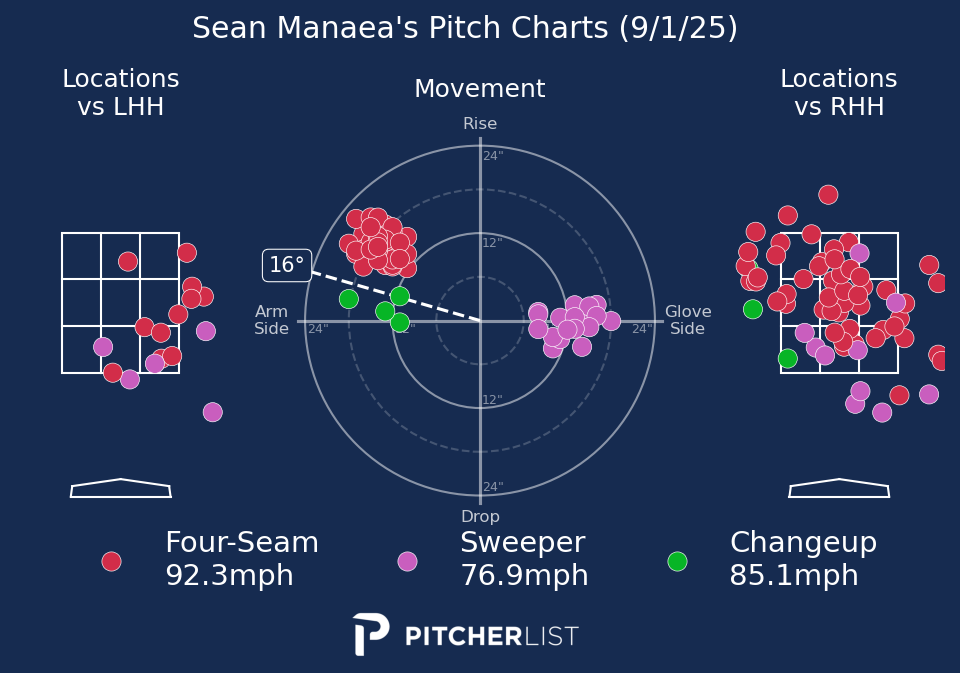 Sean Manaea's Pitch Charts (9/1/25)
Locations
vs LHH
Movement
Locations
vs RHH
Rise
24"
12"
16°
Arm
Side
24"
24"
Glove
Side
12"
24"
Drop
Four-Seam
92.3mph
Sweeper
76.9mph
Changeup
85.1mph
PITCHERLIST